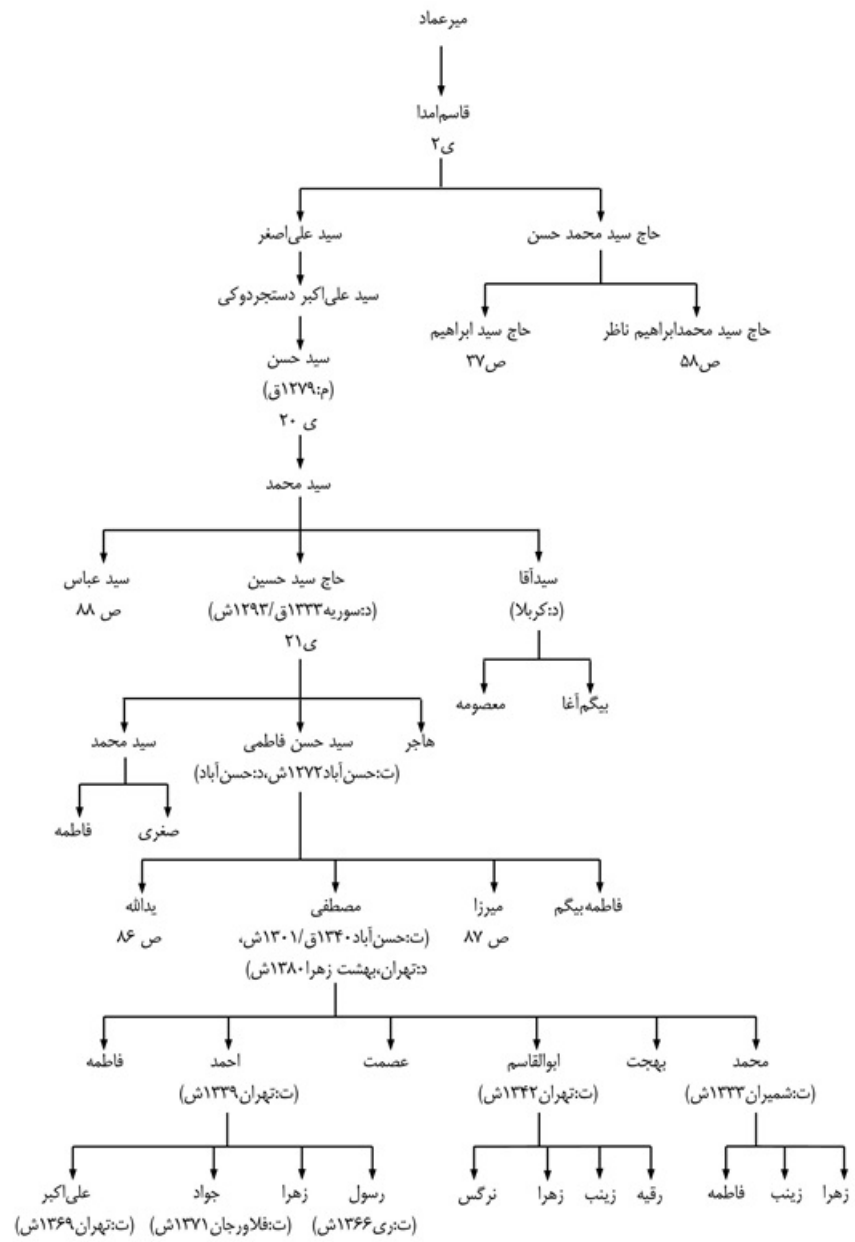 میرعماد
قاسم‌امدا
ی۲
حاج سید محمد حسن
سید علی‌اصغر
حاج سید محمدابراهیم ناظر
ص۵۸
حاج سید ابراهیم
ص۳۷
سید علی‌اکبر دستجردوکی
سید حسن
(م:۱۲۷۹ق)
ی ۲۰
سید محمد
سیدآقا
(د:کربلا)
حاج سید حسین
(د:سوریه۱۳۳۳ق/۱۲۹۳ش)
ی۲۱
سید عباس
ص ۸۸
بیگم‌آغا
معصومه
هاجر
سید حسن فاطمی
(ت:حسن‌آباد۱۲۷۲ش،د:حسن‌آباد)
سید محمد
صغری
فاطمه
فاطمه‌بیگم
میرزا
ص ۸۷
مصطفی
(ت:حسن‌آباد۱۳۴۰ق/۱۳۰۱ش،
د:تهران،بهشت زهرا۱۳۸۰ش)
یدالله
ص ۸۶
محمد
(ت:شمیران۱۳۳۳ش)
بهجت
ابوالقاسم
(ت:تهران۱۳۴۲ش)
عصمت
احمد
(ت:تهران۱۳۳۹ش)
فاطمه
زهرا
زینب
فاطمه
رقیه
زینب
زهرا
نرگس
رسول
(ت:ری۱۳۶۶ش)
زهرا
جواد
(ت:فلاورجان۱۳۷۱ش)
علی‌اکبر
(ت:تهران۱۳۶۹ش)